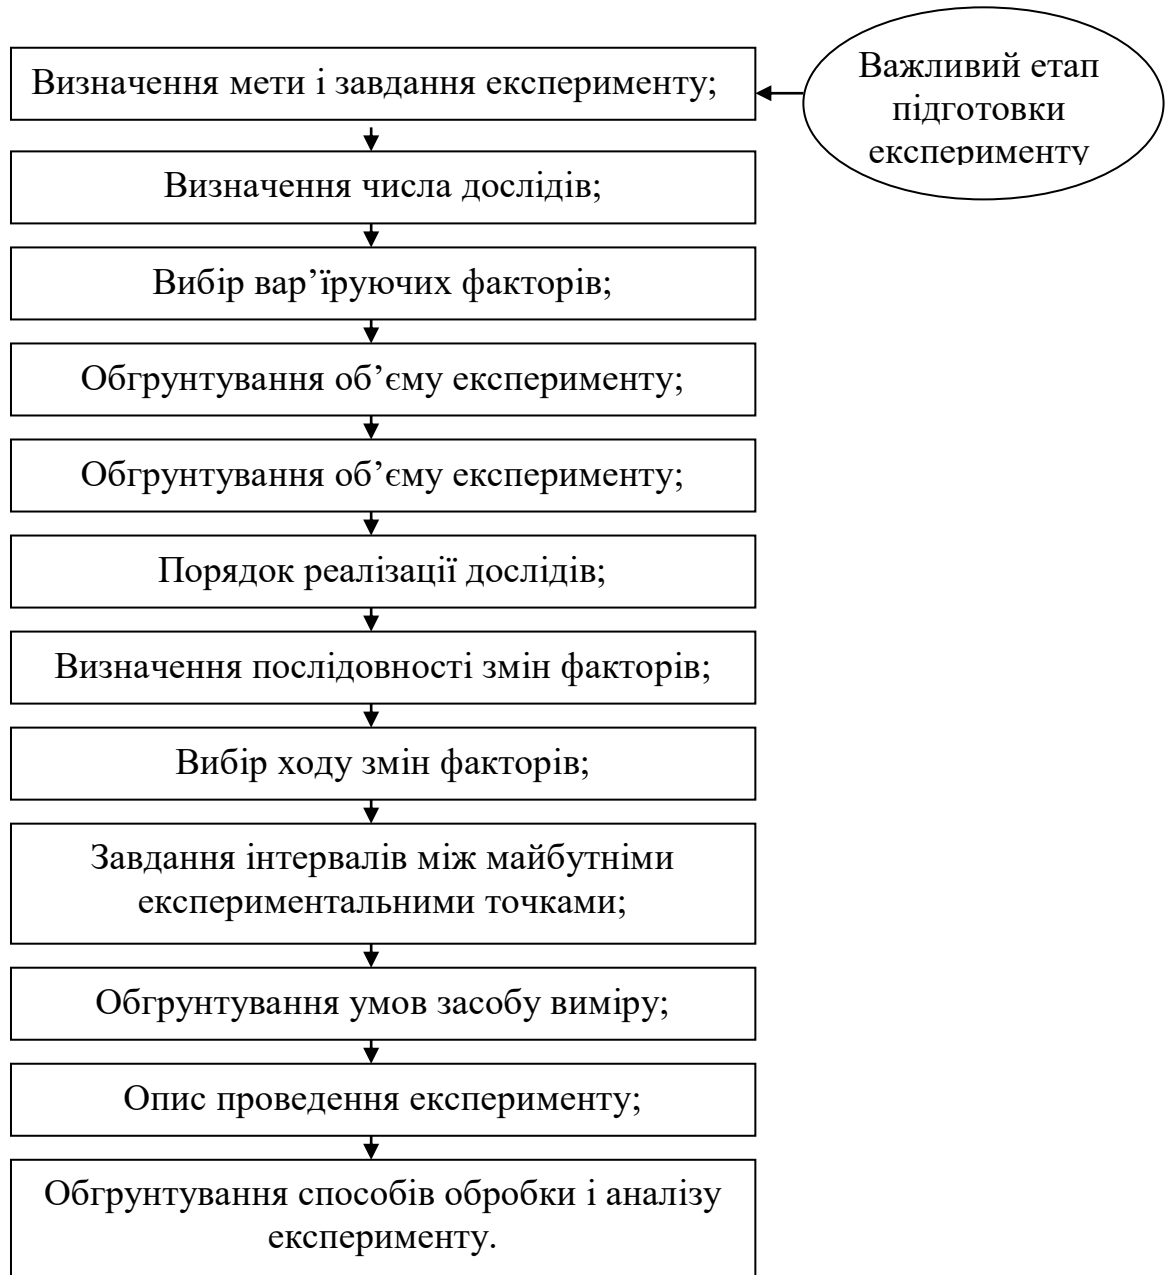 Визначення мети і завдання експерименту;
Важливий етап
підготовки
експерименту
Визначення числа дослідів;
Вибір вар’їруючих факторів;
Обгрунтування об’єму експерименту;
Обгрунтування об’єму експерименту;
Порядок реалізації дослідів;
Визначення послідовності змін факторів;
Вибір ходу змін факторів;
Завдання інтервалів між майбутніми
експериментальними точками;
Обгрунтування умов засобу виміру;
Опис проведення експерименту;
Обгрунтування способів обробки і аналізу
експерименту.